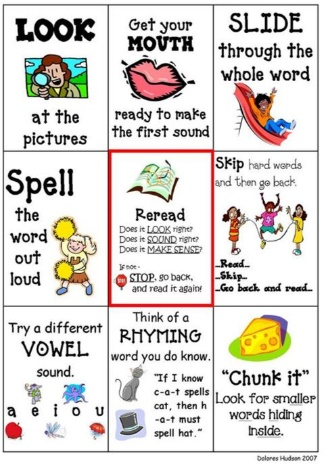 LOOK
at the
pictures
Get your
MOUTH
ready to make
the first sound
SLIDE
through the
whole word
Spell
the
word
out
loud
Reread
Does it LOOK right?
Does it SOUND right?
Does it MAKE SENSE?
If not -
STOP, go back,
and read it again!
Skip hard words
and then go back.
...Read...
...Skip...
...Go back and read...
Try a different
VOWEL
sound.
a e i o u
Think of a
RHYMING
word you do know.
"If I know
c-a-t spells
cat, then h
-a-t must
spell hat."
"Chunk it"
Look for smaller
words hiding
inside.
Dolores Hudson 2007